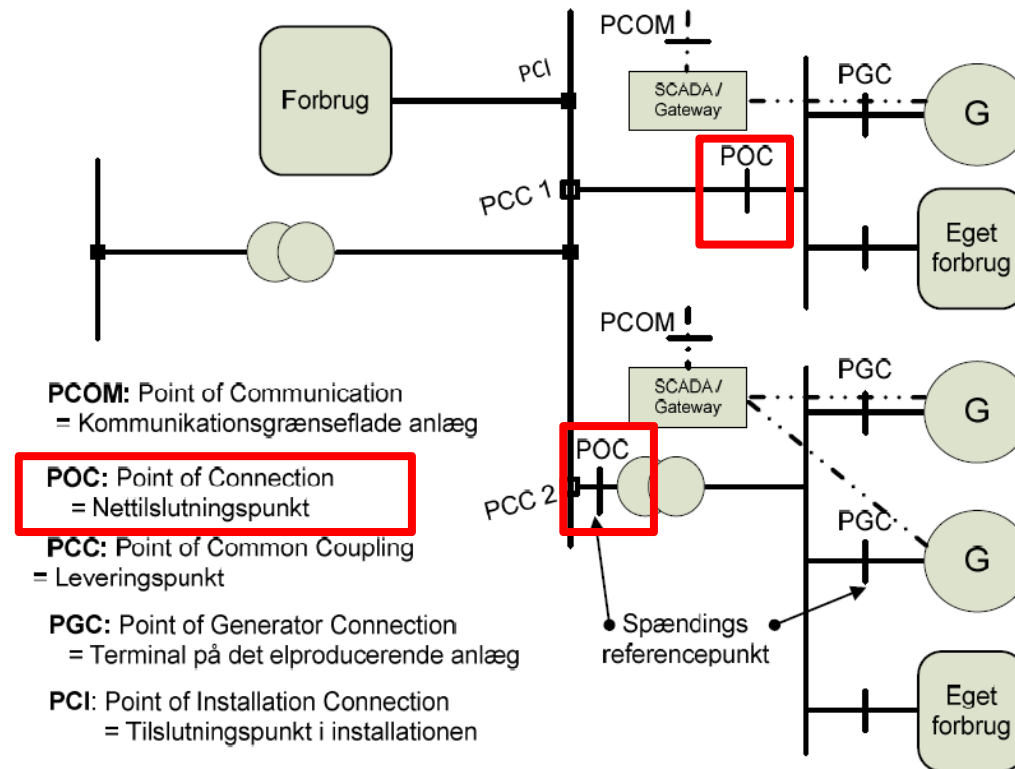 PCOM
Forbrug
PCI
SCADA /
Gateway
PGC
G
POC
PCC 1
Eget
forbrug
PCOM
SCADA /
Gateway
PGC
G
POC
PCC 2
PGC
G
Spændings
referencepunkt
Eget
forbrug
PCOM: Point of Communication
= Kommunikationsgrænseflade anlæg
POC: Point of Connection
= Nettilslutningspunkt
PCC: Point of Common Coupling
= Leveringspunkt
PGC: Point of Generator Connection
= Terminal på det elproducerende anlæg
PCI: Point of Installation Connection
= Tilslutningspunkt i installationen